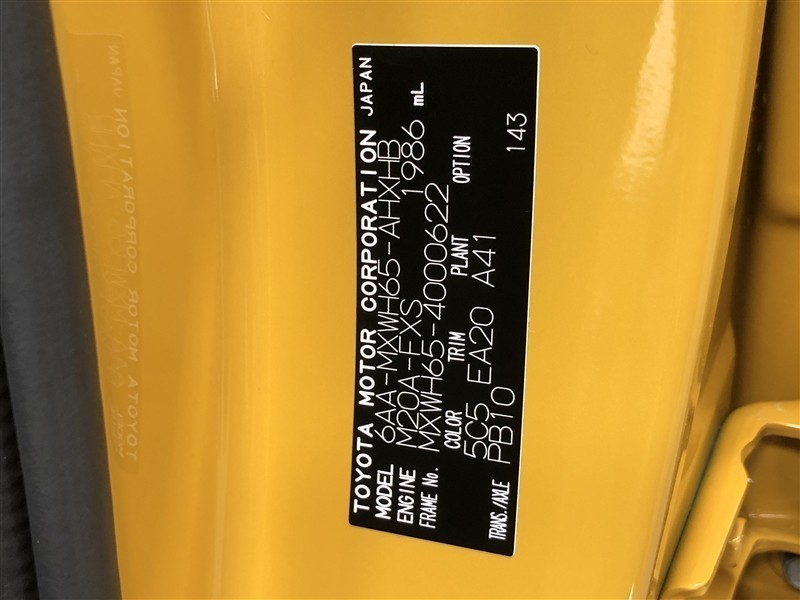 TOYOTA MOTOR CORPORATION JAPAN
MODEL 6AA-MXWH65-AHXHB
ENGINE M20A-FXS 1986 mL
FRAME No. MXWH65-4000622
COLOR TRIM PLANT OPTION
5C5 EA20 A41
TRANS./AXLE PB10 143